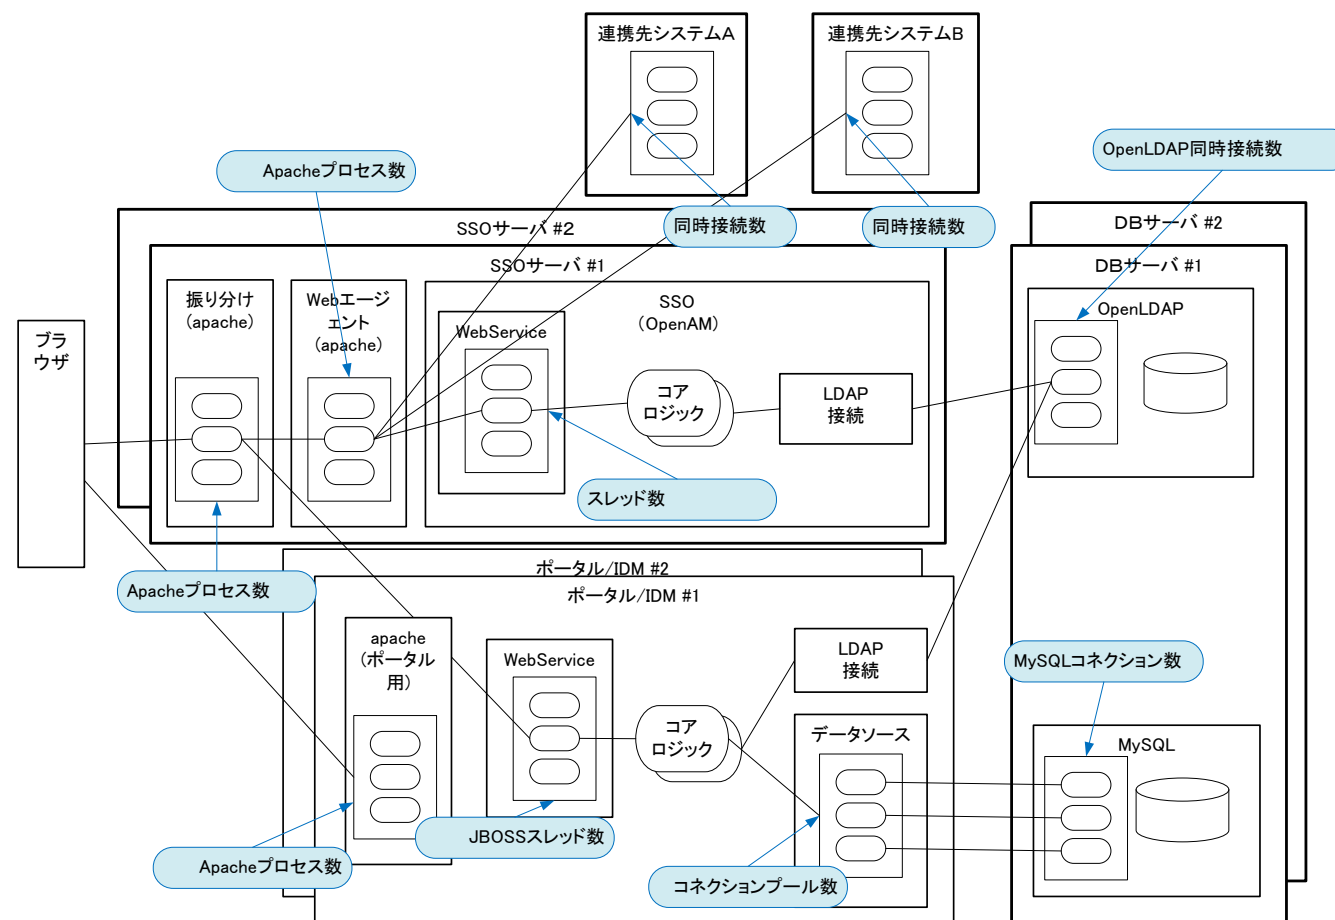 連携先システムA
連携先システムB
Apacheプロセス数
OpenLDAP同時接続数
同時接続数
同時接続数
SSOサーバ #2
DBサーバ #2
SSOサーバ #1
DBサーバ #1
振り分け
(apache)
Webエージ
ェント
(apache)
SSO
(OpenAM)
OpenLDAP
ブラ
ウザ
WebService
コア
ロジック
LDAP
接続
スレッド数
Apacheプロセス数
ポータル/IDM #2
ポータル/IDM #1
apache
(ポータル
用)
WebService
LDAP
接続
MySQLコネクション数
コア
ロジック
データソース
MySQL
JBOSSスレッド数
Apacheプロセス数
コネクションプール数